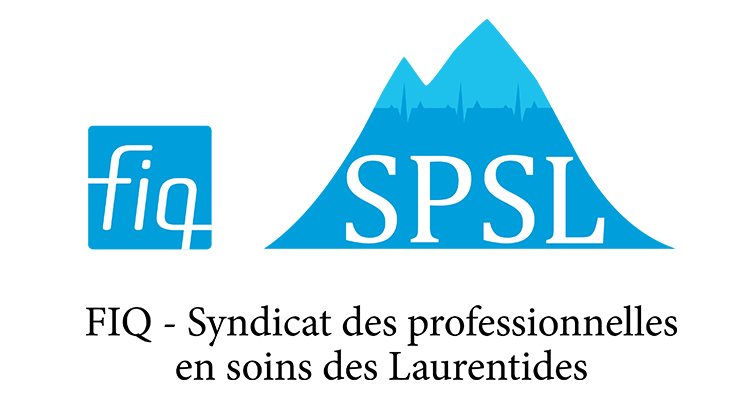 fiq
SPSL
FIQ - Syndicat des professionnelles
en soins des Laurentides